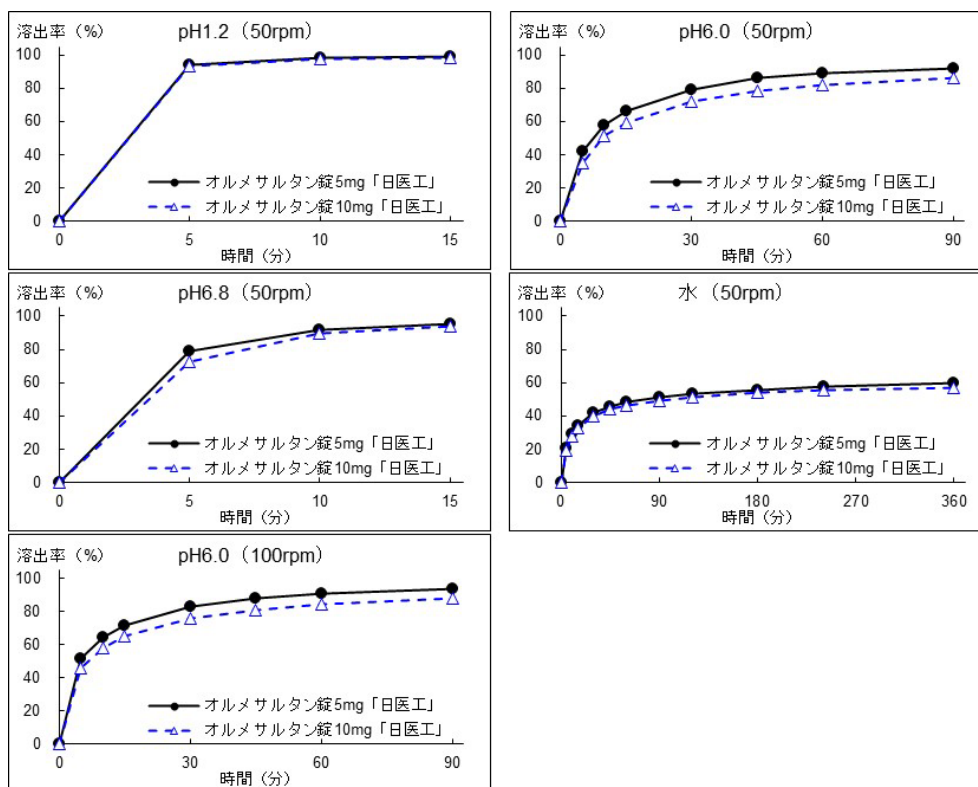 溶出率（%）
pH1.2（50rpm）
100
80
60
40
20
0
オルメサルタン錠5mg「日医工」
オルメサルタン錠10mg「日医工」
0 5 10 15
時間（分）
溶出率（%）
pH6.0（50rpm）
100
80
60
40
20
0
オルメサルタン錠5mg「日医工」
オルメサルタン錠10mg「日医工」
0 30 60 90
時間（分）
溶出率（%）
pH6.8（50rpm）
100
80
60
40
20
0
オルメサルタン錠5mg「日医工」
オルメサルタン錠10mg「日医工」
0 5 10 15
時間（分）
溶出率（%）
水（50rpm）
100
80
60
40
20
0
オルメサルタン錠5mg「日医工」
オルメサルタン錠10mg「日医工」
0 90 180 270 360
時間（分）
溶出率（%）
pH6.0（100rpm）
100
80
60
40
20
0
オルメサルタン錠5mg「日医工」
オルメサルタン錠10mg「日医工」
0 30 60 90
時間（分）